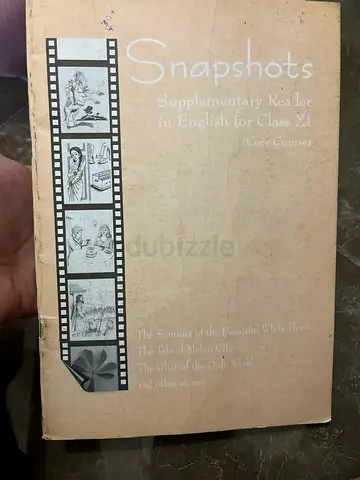 Snapshots
Supplementary Reader
in English for Class XI
(Core Course)
dubizzle
The Summer of the Beautiful White Horse
The Tale of Melon City
The Ghat of the Only World
and other stories